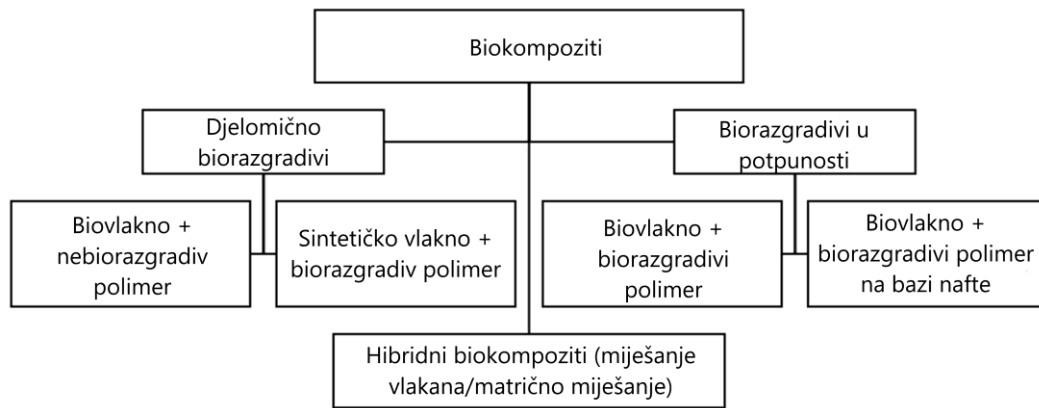 Biokompoziti
Djelomično
biorazgradivi
Biorazgradivi u
potpunosti
Biovlakno +
nebiorazgradiv
polimer
Sintetičko vlakno +
biorazgradiv polimer
Biovlakno +
biorazgradivi
polimer
Biovlakno +
biorazgradivi polimer
na bazi nafte
Hibridni biokompoziti (miješanje
vlakana/matrično miješanje)